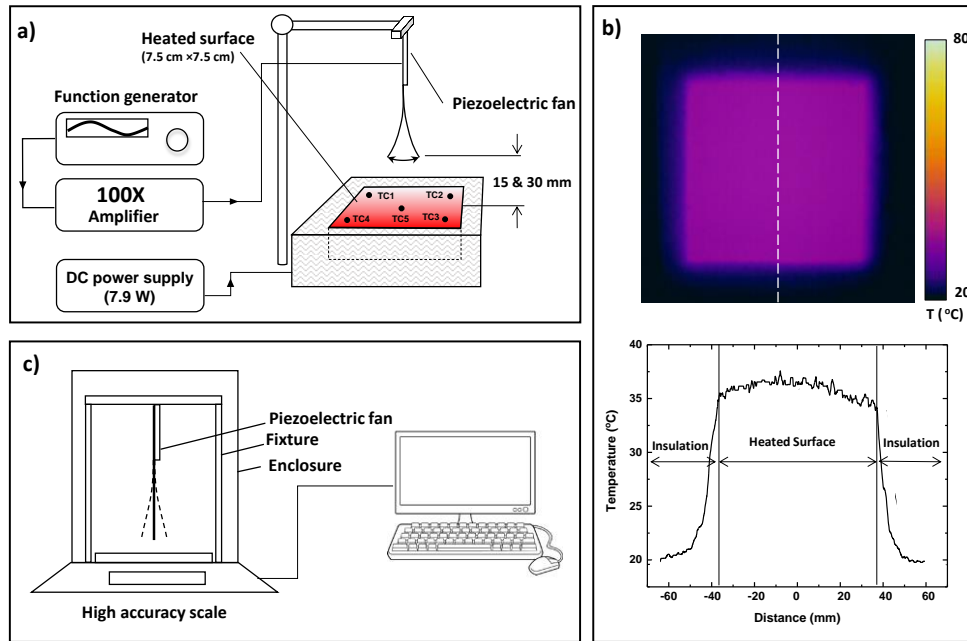 a)
Heated surface
(7.5 cm ×7.5 cm)
Function generator
Piezoelectric fan
15 & 30 mm
100X
Amplifier
TC1
TC2
TC4
TC5
TC3
DC power supply
(7.9 W)
b)
80
20
T (°C)
40
35
30
25
20
Temperature (°C)
Insulation
Heated Surface
Insulation
-60
-40
-20
0
20
40
60
Distance (mm)
c)
Piezoelectric fan
Fixture
Enclosure
High accuracy scale